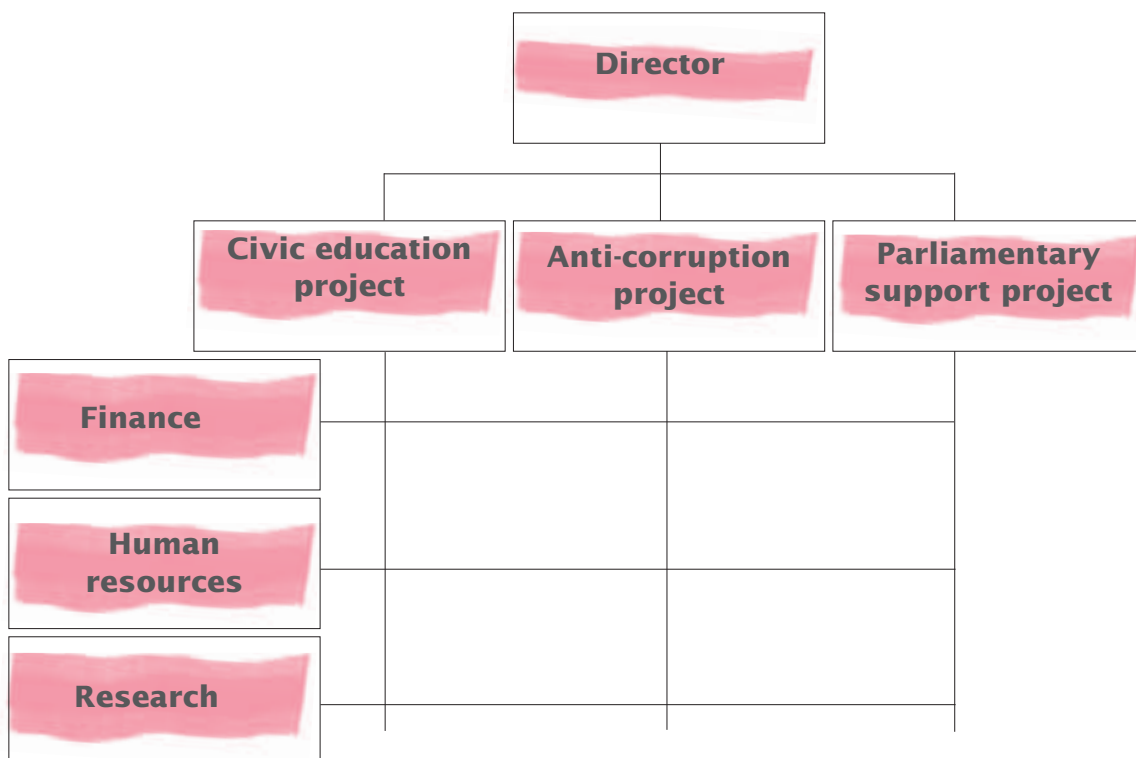 Director
Civic education
project
Anti-corruption
project
Parliamentary
support project
Finance
Human
resources
Research